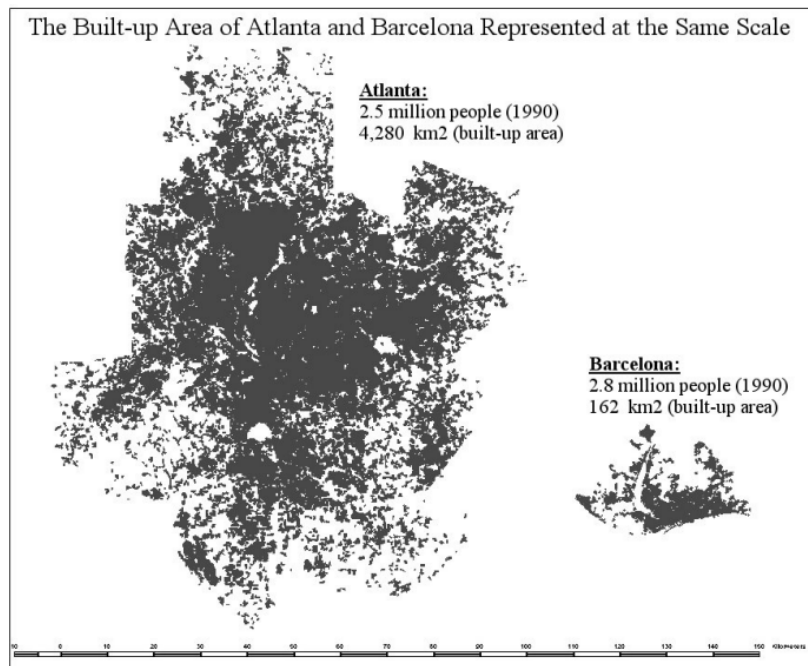 The Built-up Area of Atlanta and Barcelona Represented at the Same Scale
Atlanta:
2.5 million people (1990)
4,280 km2 (built-up area)
Barcelona:
2.8 million people (1990)
162 km2 (built-up area)
10 0 10 20 30 40 50 60 70 80 90 100 110 120 130 140 150 Kilometers